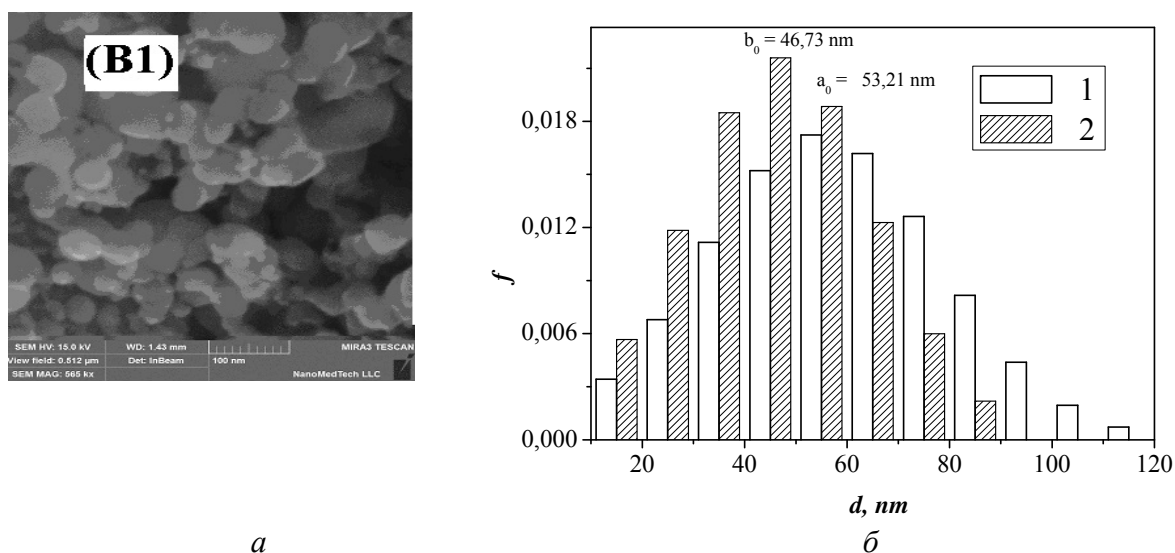 (B1)
SEM HV: 15.0 kV WD: 1.43 mm MIRA3 TESCAN
View field: 0.512 µm Det: InBeam 100 nm
SEM MAG: 565 kx NanoMedTech LLC
b₀ = 46,73 nm
a₀ = 53,21 nm
1
2
0,018
0,012
0,006
0,000
f
20 40 60 80 100 120
d, nm
а б